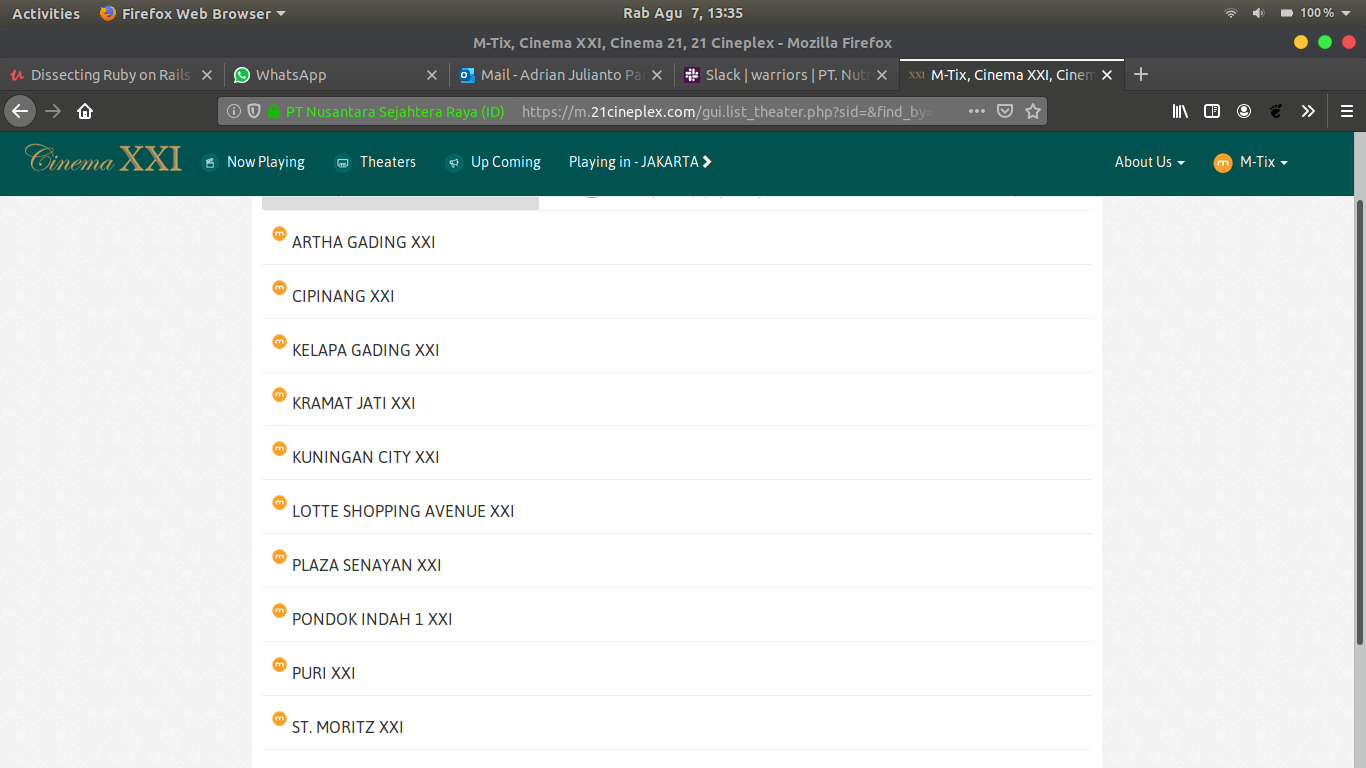 Activities Firefox Web Browser Rab Agu 7, 13:35 100%
M-Tix, Cinema XXI, Cinema 21, 21 Cineplex - Mozilla Firefox
Dissecting Ruby on Rails WhatsApp Mail - Adrian Julianto Pa Slack | warriors | PT. Nut M-Tix, Cinema XXI, Cinem
PT Nusantara Sejahtera Raya (ID) https://m.21cineplex.com/gui.list_theater.php?sid=&find_by=
Cinema XXI Now Playing Theaters Up Coming Playing in - JAKARTA About Us M-Tix
ARTHA GADING XXI
CIPINANG XXI
KELAPA GADING XXI
KRAMAT JATI XXI
KUNINGAN CITY XXI
LOTTE SHOPPING AVENUE XXI
PLAZA SENAYAN XXI
PONDOK INDAH 1 XXI
PURI XXI
ST. MORITZ XXI